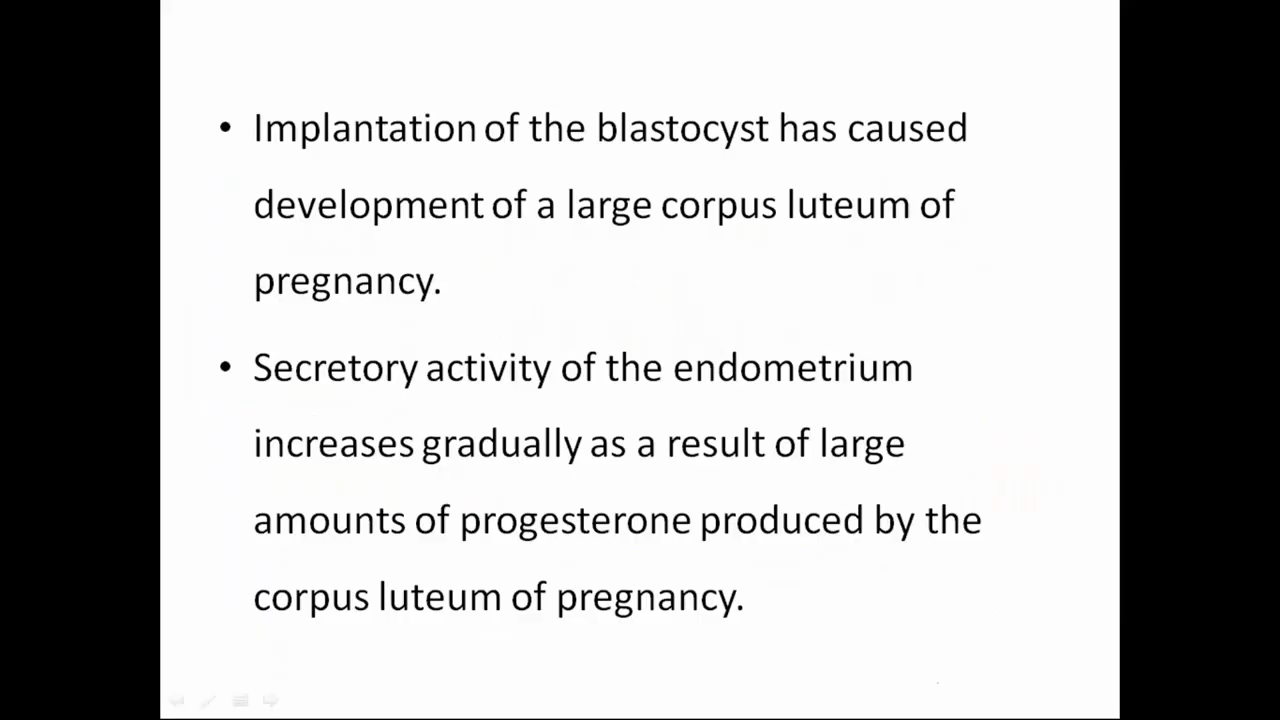 • Implantation of the blastocyst has caused
development of a large corpus luteum of
pregnancy.
• Secretory activity of the endometrium
increases gradually as a result of large
amounts of progesterone produced by the
corpus luteum of pregnancy.